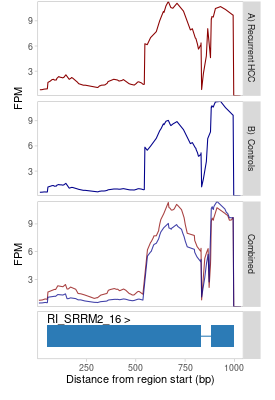 9
6
3
A) Recurrent HCC
FPM
9
6
3
B) Controls
9
6
3
FPM
Combined
RI_SRRM2_16 >
250
500
750
1000
Distance from region start (bp)